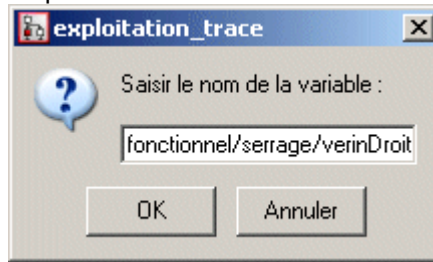 exploitation_trace
Saisir le nom de la variable :
fonctionnel/serrage/verinDroit
OK Annuler